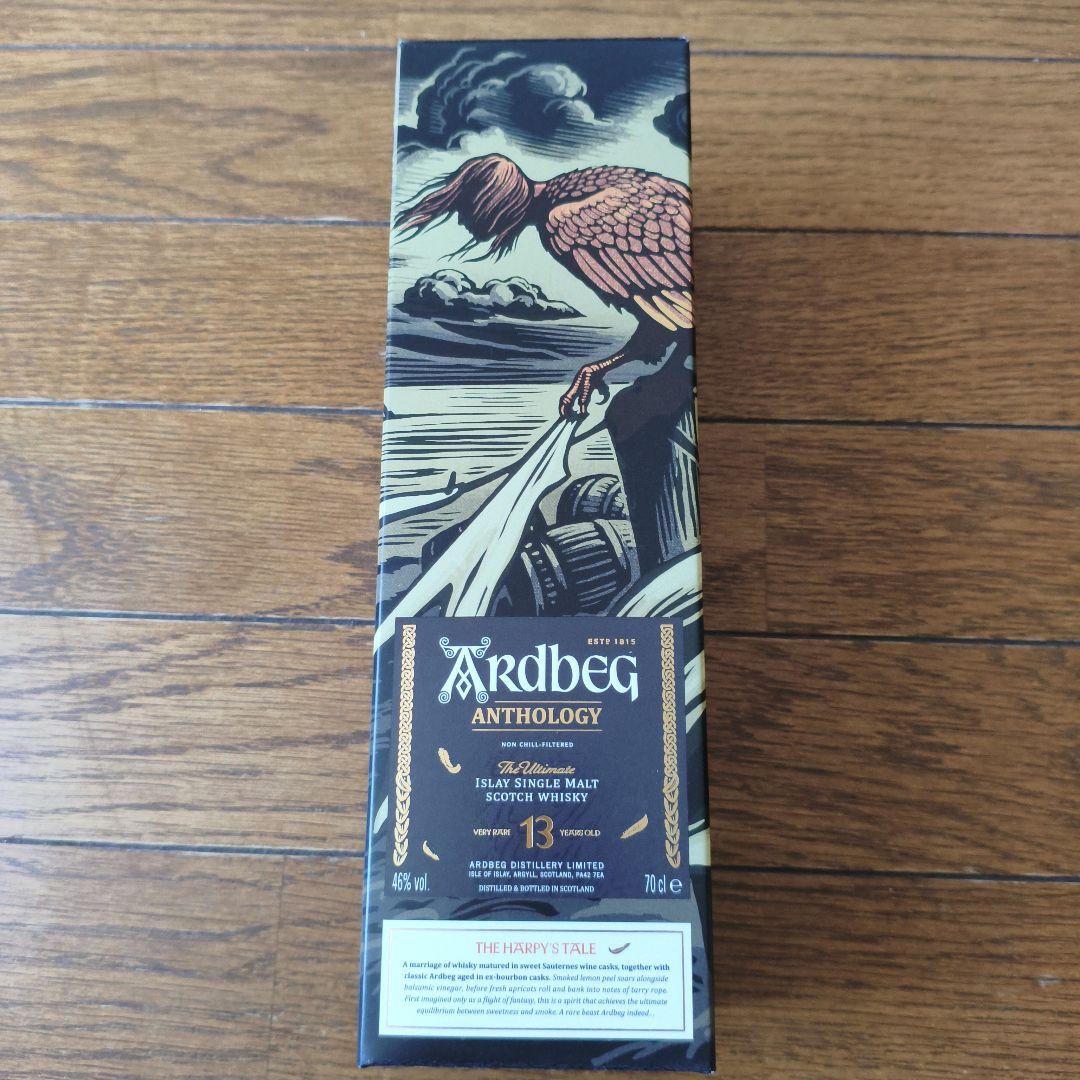 ESTD 1815
ARDBEG
ANTHOLOGY
NON CHILL-FILTERED
The Ultimate
ISLAY SINGLE MALT
SCOTCH WHISKY
VERY RARE 13 YEARS OLD
ARDBEG DISTILLERY LIMITED
ISLE OF ISLAY, ARGYLL, SCOTLAND, PA42 7EA
46% vol. DISTILLED & BOTTLED IN SCOTLAND 70 cl ℮
THE HARPY'S TALE
A marriage of whisky matured in sweet Sauternes wine casks, together with
classic Ardbeg aged in ex-bourbon casks. Smoked lemon peel soars alongside
balsamic vinegar, before fresh apricots roll and bank into notes of tarry rope.
First imagined only as a flight of fantasy, this is a spirit that achieves the ultimate
equilibrium between sweetness and smoke. A rare beast Ardbeg indeed...